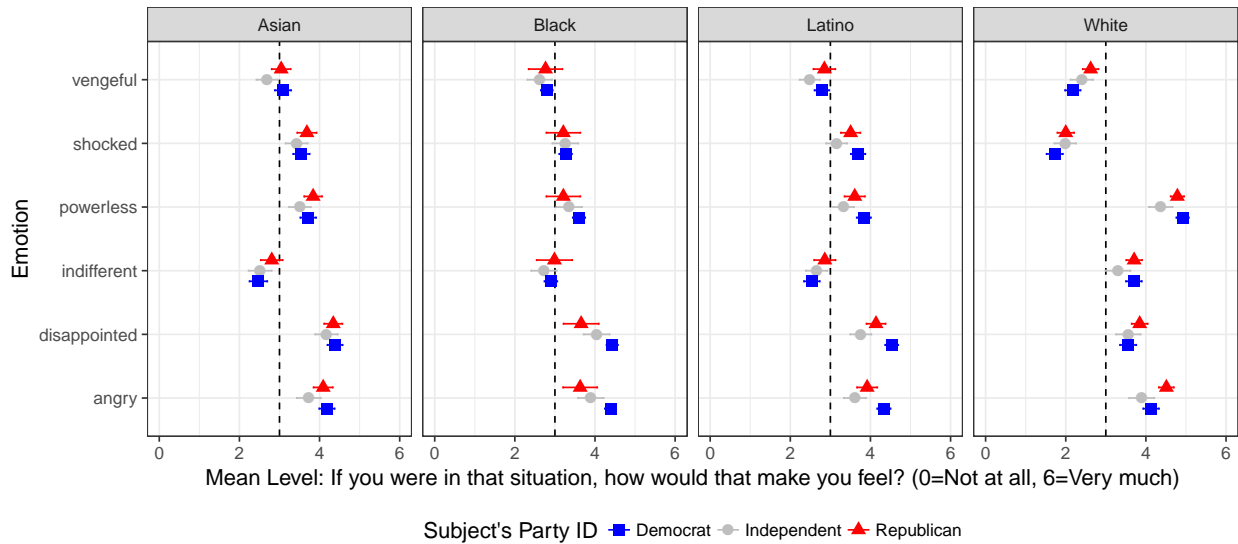 Asian Black Latino White
vengeful
shocked
powerless
indifferent
disappointed
angry
Emotion
0 2 4 6 0 2 4 6 0 2 4 6 0 2 4 6
Mean Level: If you were in that situation, how would that make you feel? (0=Not at all, 6=Very much)
Subject's Party ID Democrat Independent Republican